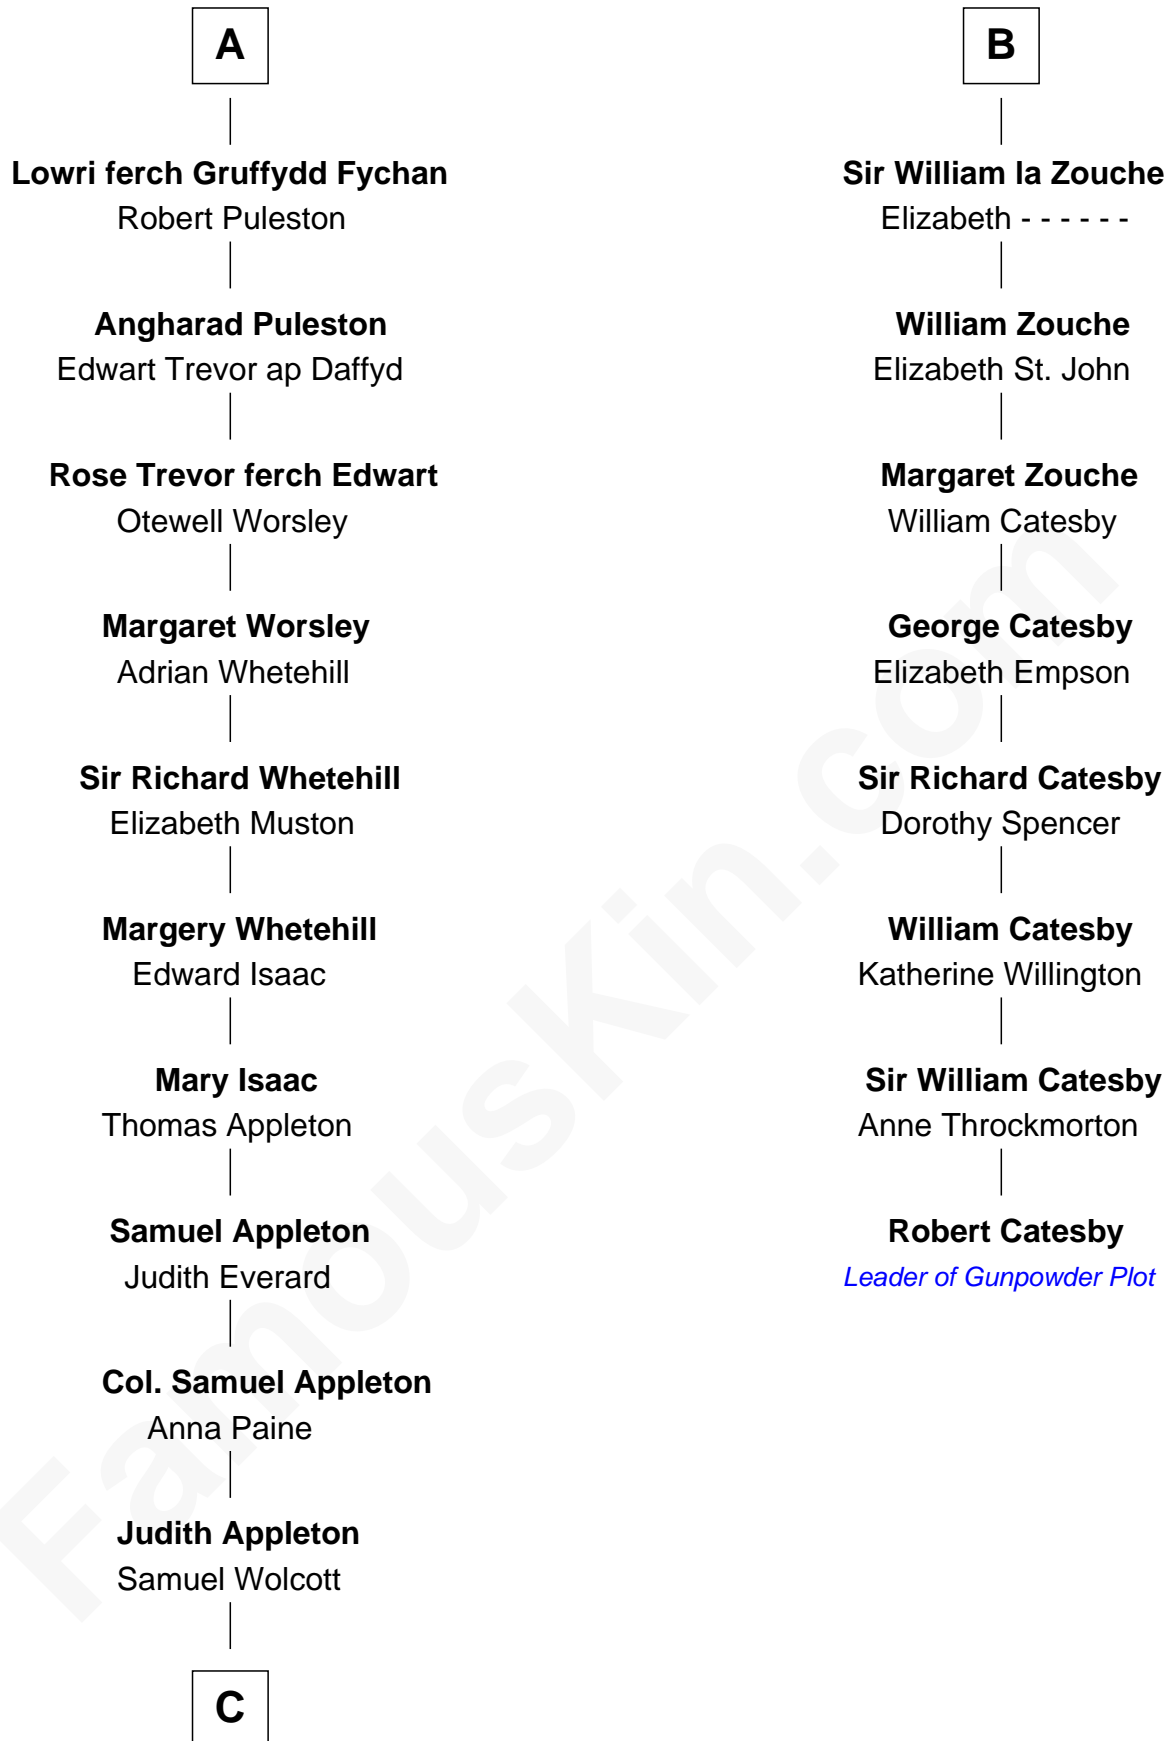 A
Lowri ferch Gruffydd Fychan
Robert Puleston
Angharad Puleston
Edwart Trevor ap Daffyd
Rose Trevor ferch Edwart
Otewell Worsley
Margaret Worsley
Adrian Whetehill
Sir Richard Whetehill
Elizabeth Muston
Margery Whetehill
Edward Isaac
Mary Isaac
Thomas Appleton
Samuel Appleton
Judith Everard
Col. Samuel Appleton
Anna Paine
Judith Appleton
Samuel Wolcott
C
B
Sir William la Zouche
Elizabeth - - - - - -
William Zouche
Elizabeth St. John
Margaret Zouche
William Catesby
George Catesby
Elizabeth Empson
Sir Richard Catesby
Dorothy Spencer
William Catesby
Katherine Willington
Sir William Catesby
Anne Throckmorton
Robert Catesby
Leader of Gunpowder Plot
FamousKin.com